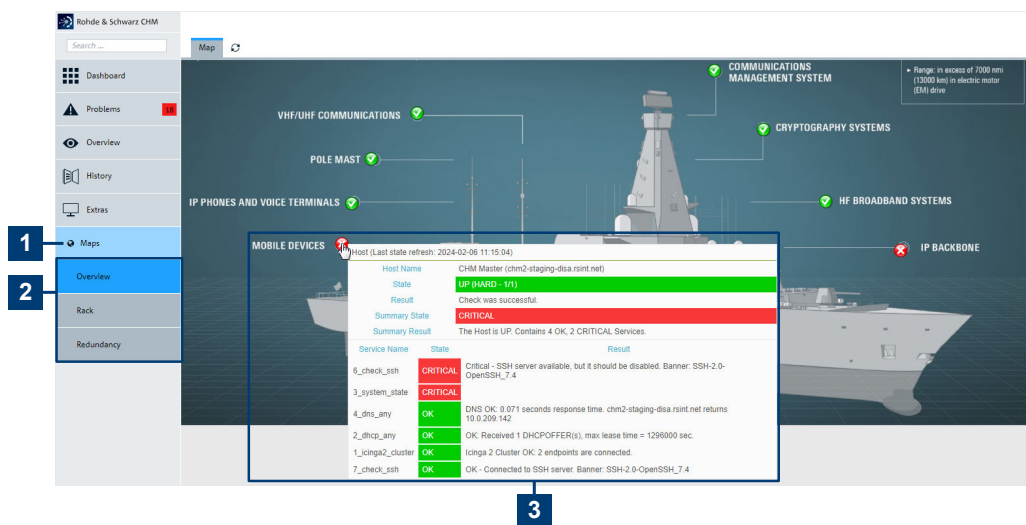 Rohde & Schwarz CHM
Search ...
Map
Dashboard
Problems
16
Overview
History
Extras
Maps
Overview
Rack
Redundancy
1
2
COMMUNICATIONS
MANAGEMENT SYSTEM
▸ Range: in excess of 7000 nmi
(13000 km) in electric motor
(EM) drive
VHF/UHF COMMUNICATIONS
CRYPTOGRAPHY SYSTEMS
POLE MAST
IP PHONES AND VOICE TERMINALS
HF BROADBAND SYSTEMS
MOBILE DEVICES
IP BACKBONE
Host (Last state refresh: 2024-02-06 11:15:04)
Host Name CHM Master (chm2-staging-disa.rsint.net)
State UP (HARD - 1/1)
Result Check was successful.
Summary State CRITICAL
Summary Result The Host is UP. Contains 4 OK, 2 CRITICAL Services.
Service Name State Result
6_check_ssh CRITICAL Critical - SSH server available, but it should be disabled. Banner: SSH-2.0-
OpenSSH_7.4
3_system_state CRITICAL
4_dns_any OK DNS OK: 0.071 seconds response time. chm2-staging-disa.rsint.net returns
10.0.209.142
2_dhcp_any OK OK: Received 1 DHCPOFFER(s), max lease time = 1296000 sec.
1_icinga2_cluster OK Icinga 2 Cluster OK: 2 endpoints are connected.
7_check_ssh OK OK - Connected to SSH server. Banner: SSH-2.0-OpenSSH_7.4
3